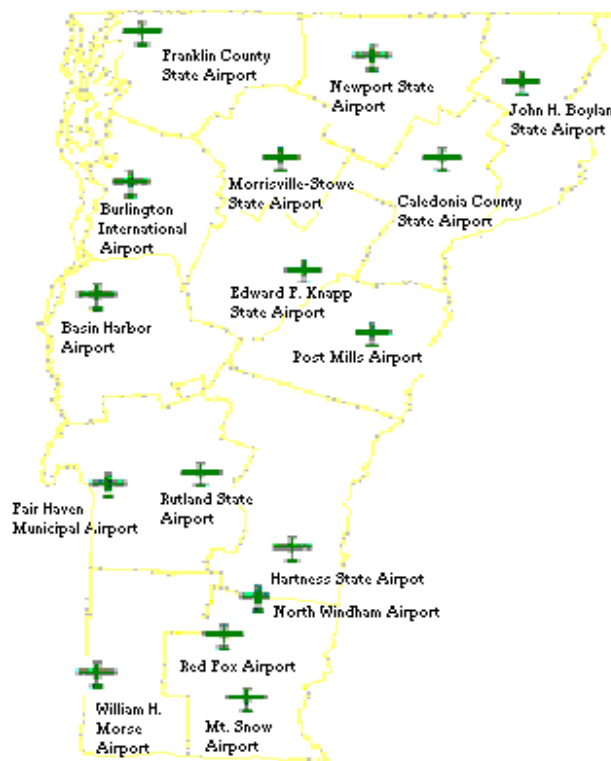 Franklin County
State Airport
Newport State
Airport
John H. Boylan
State Airport
Morrisville-Stowe
State Airport
Caledonia County
State Airport
Burlington
International
Airport
Edward F. Knapp
State Airport
Basin Harbor
Airport
Post Mills Airport
Fair Haven
Municipal Airport
Rutland State
Airport
Hartness State Airpot
North Windham Airport
Red Fox Airport
William H.
Morse
Airport
Mt. Snow
Airport